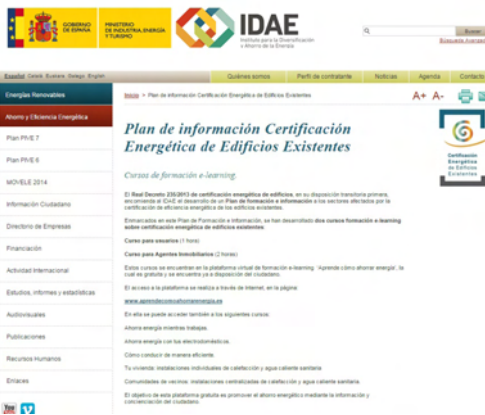 GOBIERNO
DE ESPAÑA
MINISTERIO
DE INDUSTRIA, ENERGÍA
Y TURISMO
IDAE
Instituto para la Diversificación
y Ahorro de la Energía
Buscar
Búsqueda Avanzada
Español Català Euskara Galego English
Quiénes somos Perfil de contratante Noticias Agenda Contacto
Energías Renovables
Ahorro y Eficiencia Energética
Plan PIVE 7
Plan PIVE 6
MOVELE 2014
Información Ciudadano
Directorio de Empresas
Financiación
Actividad Internacional
Estudios, informes y estadísticas
Audiovisuales
Publicaciones
Recursos Humanos
Enlaces
You
Inicio > Plan de información Certificación Energética de Edificios Existentes
A+ A-
Plan de información Certificación
Energética de Edificios Existentes
Certificación
Energética
de Edificios
Existentes
Cursos de formación e-learning.
El Real Decreto 235/2013 de certificación energética de edificios, en su disposición transitoria primera,
encomienda al IDAE el desarrollo de un Plan de formación e información a los sectores afectados por la
certificación de eficiencia energética de los edificios existentes.
Enmarcados en este Plan de Formación e Información, se han desarrollado dos cursos formación e-learning
sobre certificación energética de edificios existentes:
Curso para usuarios (1 hora)
Curso para Agentes Inmobiliarios (2 horas)
Estos cursos se encuentran en la plataforma virtual de formación e-learning: "Aprende cómo ahorrar energía", la
cual es gratuita y se encuentra ya a disposición del ciudadano.
El acceso a la plataforma se realiza a través de Internet, en la página:
www.aprendecomoahorrarenergia.es
En ella se puede acceder también a los siguientes cursos:
Ahorra energía mientras trabajas.
Ahorra energía con tus electrodomésticos.
Cómo conducir de manera eficiente.
Tu vivienda: instalaciones individuales de calefacción y agua caliente sanitaria
Comunidades de vecinos: instalaciones centralizadas de calefacción y agua caliente sanitaria.
El objetivo de esta plataforma gratuita es promover el ahorro energético mediante la información y
concienciación del ciudadano.